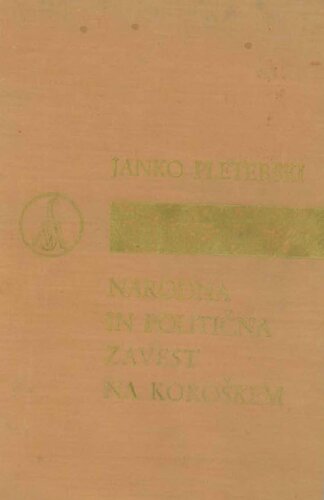 JANKO PLETERSKI
NARODNA
IN POLITIČNA
ZAVEST
NA KOROŠKEM